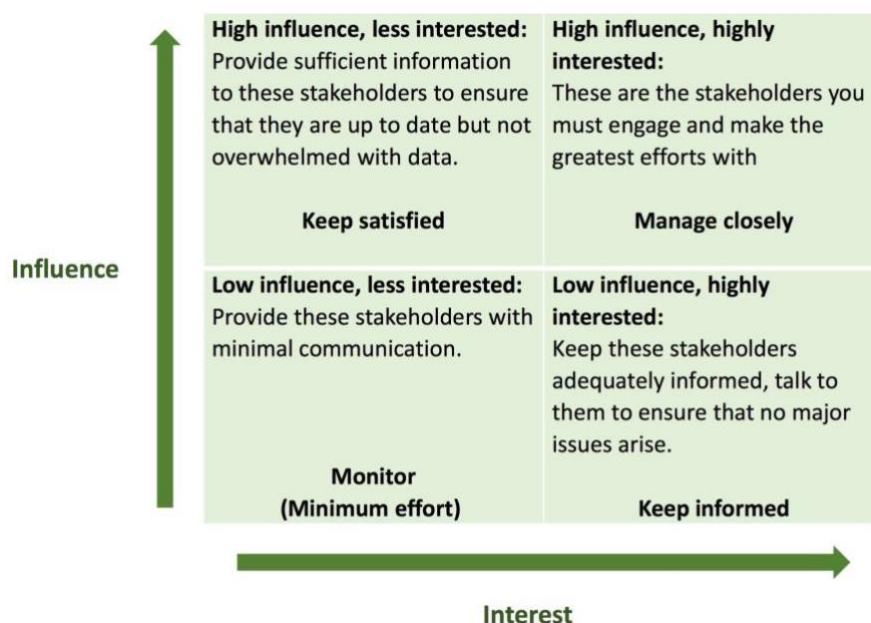 High influence, less interested:
Provide sufficient information
to these stakeholders to ensure
that they are up to date but not
overwhelmed with data.
Keep satisfied
High influence, highly
interested:
These are the stakeholders you
must engage and make the
greatest efforts with
Manage closely
Influence
Low influence, less interested:
Provide these stakeholders with
minimal communication.
Monitor
(Minimum effort)
Low influence, highly
interested:
Keep these stakeholders
adequately informed, talk to
them to ensure that no major
issues arise.
Keep informed
Interest